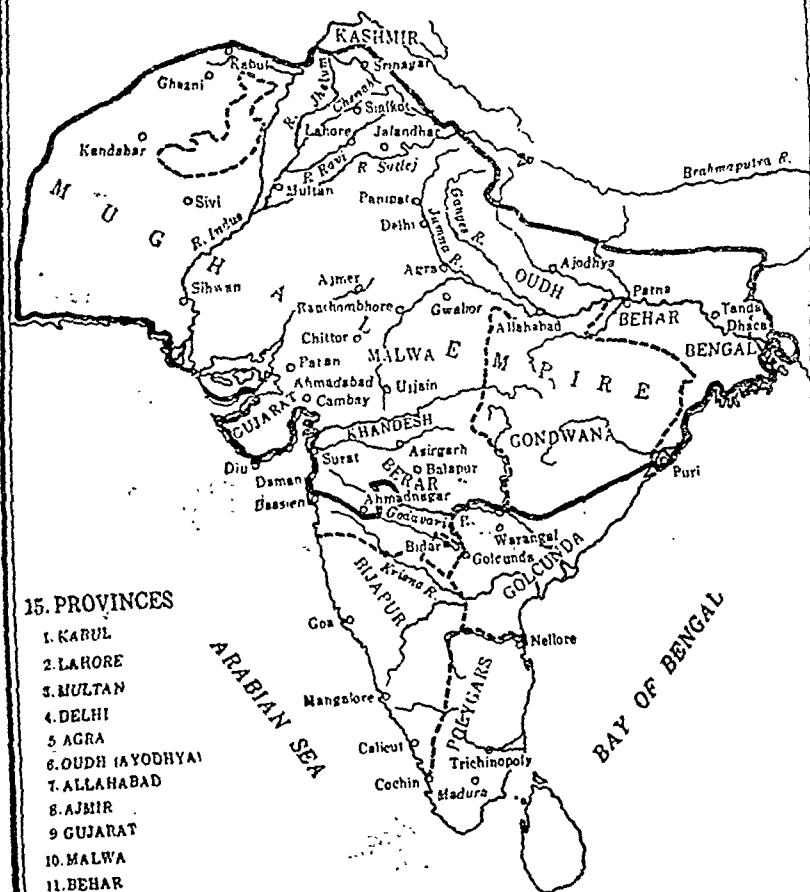 KASHMIR
Kabul
Srinagar
Ghazni
R. Jhelum
Chenab
Sialkot
Kandahar
Lahore
Jalandhar
R. Ravi
R Sutlej
Brahmaputra R.
Multan
Sivi
Panipat
Ganges R.
MUGHAL EMPIRE
R. Indus
Delhi
Jumna R.
Agra
OUDH
Ajodhya
Sihwan
Ajmer
Ranthambhore
Gwalior
Patna
Allahabad
BEHAR
Tanda
Dhaca
Chittor
MALWA
BENGAL
Patan
Ahmadabad
Ujjain
Cambay
GUJARAT
KHANDESH
GONDWANA
Asirgarh
Diu
Surat
Balapur
BERAR
Puri
Daman
Ahmadnagar
Bassien
Godavari R.
Warangal
Bidar
Golcunda
GOLCUNDA
BIJAPUR
Krisna R.
Goa
Nellore
ARABIAN SEA
BAY OF BENGAL
POLYGARS
Mangalore
Calicut
Trichinopoly
Cochin
Madura
15. PROVINCES
1. KABUL
2. LAHORE
3. MULTAN
4. DELHI
5 AGRA
6. OUDH (AYODHYA)
7. ALLAHABAD
8. AJMIR
9 GUJARAT
10. MALWA
11. BEHAR